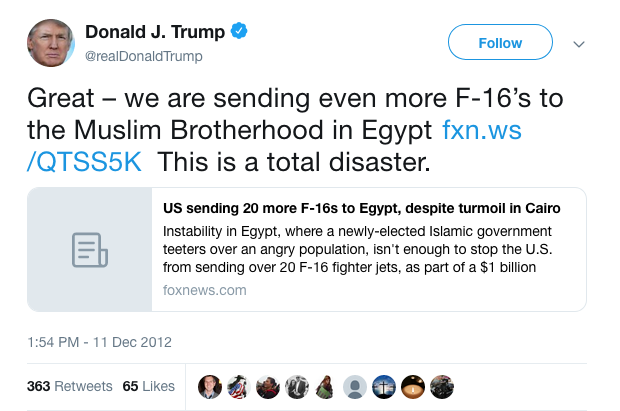 Donald J. Trump
@realDonaldTrump
Follow
Great – we are sending even more F-16’s to
the Muslim Brotherhood in Egypt fxn.ws
/QTSS5K This is a total disaster.
US sending 20 more F-16s to Egypt, despite turmoil in Cairo
Instability in Egypt, where a newly-elected Islamic government
teeters over an angry population, isn't enough to stop the U.S.
from sending over 20 F-16 fighter jets, as part of a $1 billion
foxnews.com
1:54 PM - 11 Dec 2012
363 Retweets 65 Likes